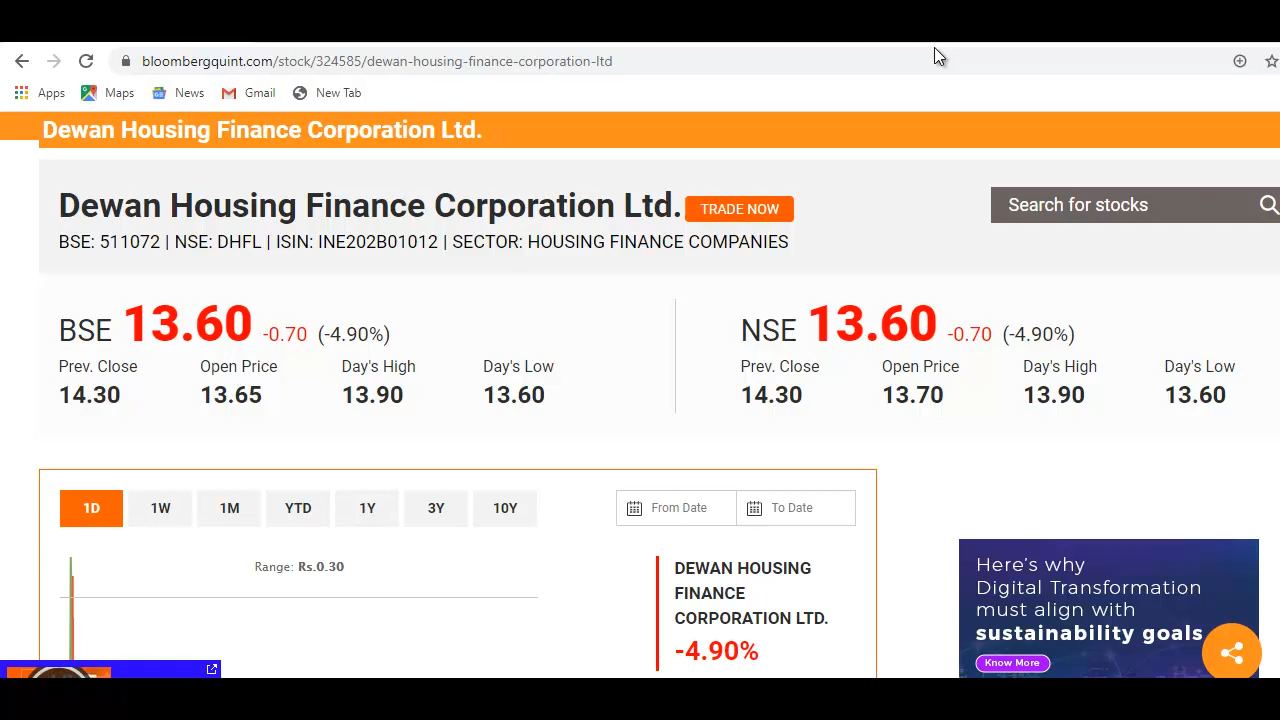 bloombergquint.com/stock/324585/dewan-housing-finance-corporation-ltd
Apps Maps News Gmail New Tab
Dewan Housing Finance Corporation Ltd.
Dewan Housing Finance Corporation Ltd. TRADE NOW
Search for stocks
BSE: 511072 | NSE: DHFL | ISIN: INE202B01012 | SECTOR: HOUSING FINANCE COMPANIES
BSE 13.60 -0.70 (-4.90%)
Prev. Close Open Price Day's High Day's Low
14.30 13.65 13.90 13.60
NSE 13.60 -0.70 (-4.90%)
Prev. Close Open Price Day's High Day's Low
14.30 13.70 13.90 13.60
1D 1W 1M YTD 1Y 3Y 10Y
From Date To Date
Range: Rs.0.30
DEWAN HOUSING
FINANCE
CORPORATION LTD.
-4.90%
Here's why
Digital Transformation
must align with
sustainability goals
Know More